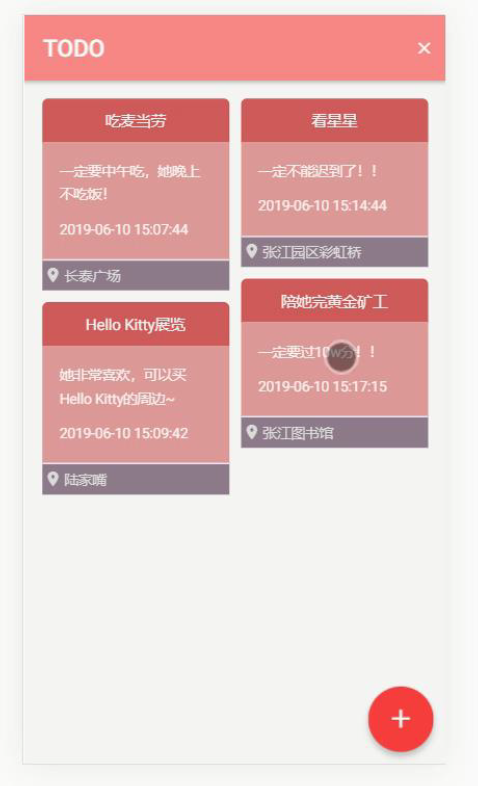 TODO
吃麦当劳
一定要中午吃，她晚上
不吃饭！
2019-06-10 15:07:44
长泰广场
Hello Kitty展览
她非常喜欢，可以买
Hello Kitty的周边~
2019-06-10 15:09:42
陆家嘴
看星星
一定不能迟到了！！
2019-06-10 15:14:44
张江园区彩虹桥
陪她完黄金矿工
一定要过10w分！！
2019-06-10 15:17:15
张江图书馆